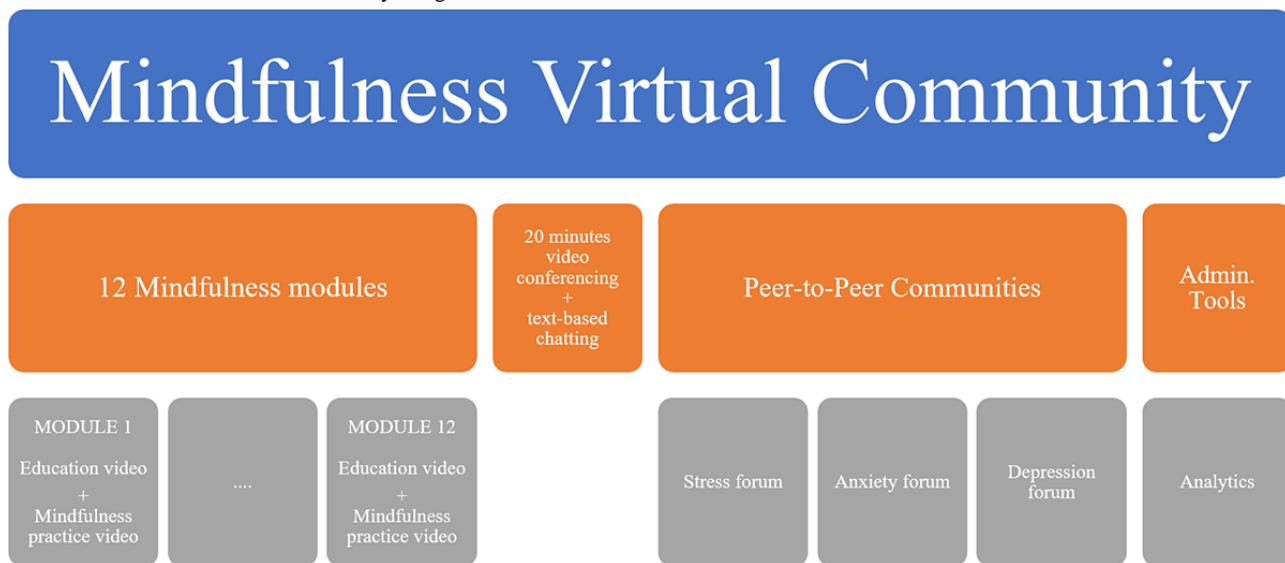 Mindfulness Virtual Community
12 Mindfulness modules
20 minutes
video
conferencing
+
text-based
chatting
Peer-to-Peer Communities
Admin.
Tools
MODULE 1
Education video
+
Mindfulness
practice video
....
MODULE 12
Education video
+
Mindfulness
practice video
Stress forum
Anxiety forum
Depression
forum
Analytics